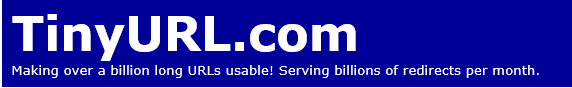 TinyURL.com
Making over a billion long URLs usable! Serving billions of redirects per month.